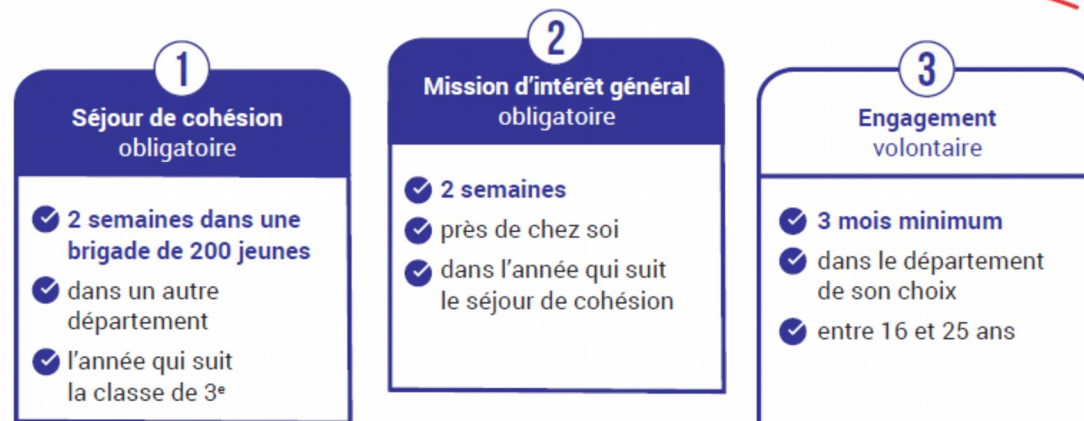 1
Séjour de cohésion
obligatoire
2 semaines dans une
brigade de 200 jeunes
dans un autre
département
l'année qui suit
la classe de 3ᵉ
2
Mission d'intérêt général
obligatoire
2 semaines
près de chez soi
dans l'année qui suit
le séjour de cohésion
3
Engagement
volontaire
3 mois minimum
dans le département
de son choix
entre 16 et 25 ans